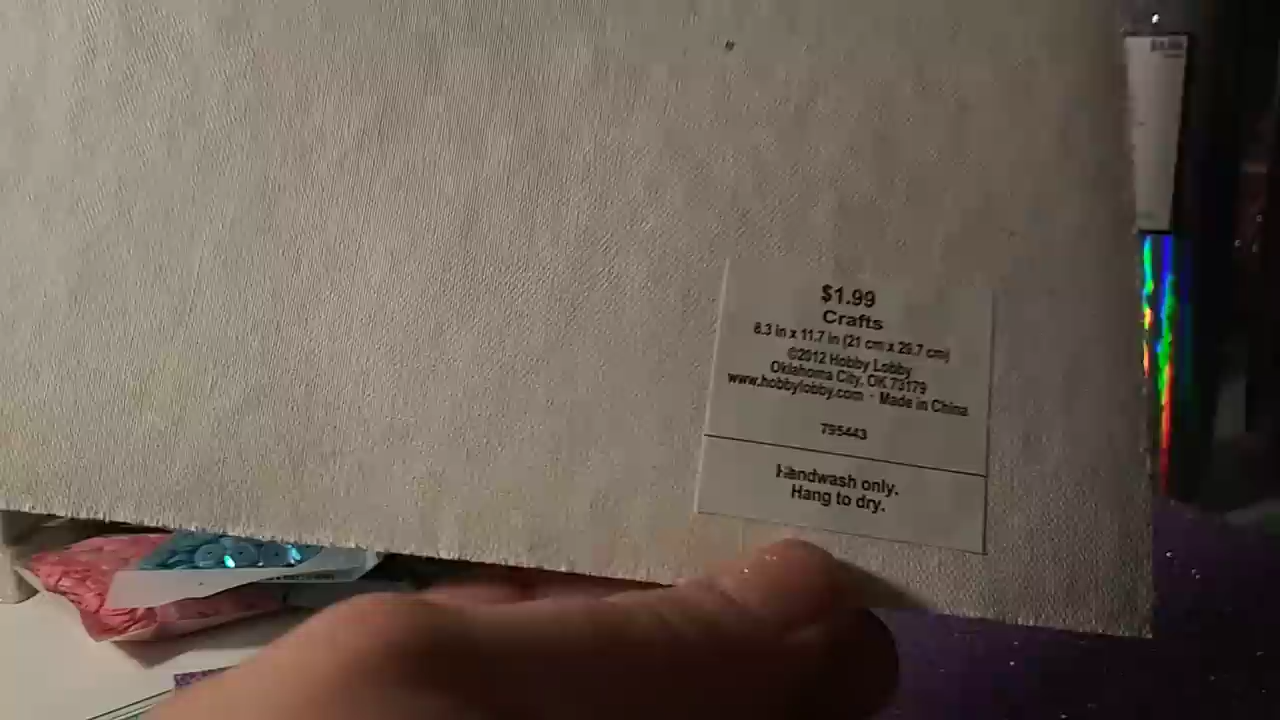 $1.99
Crafts
8.3 in x 11.7 in (21 cm x 29.7 cm)
©2012 Hobby Lobby
Oklahoma City, OK 73179
www.hobbylobby.com · Made in China
795443
Handwash only.
Hang to dry.